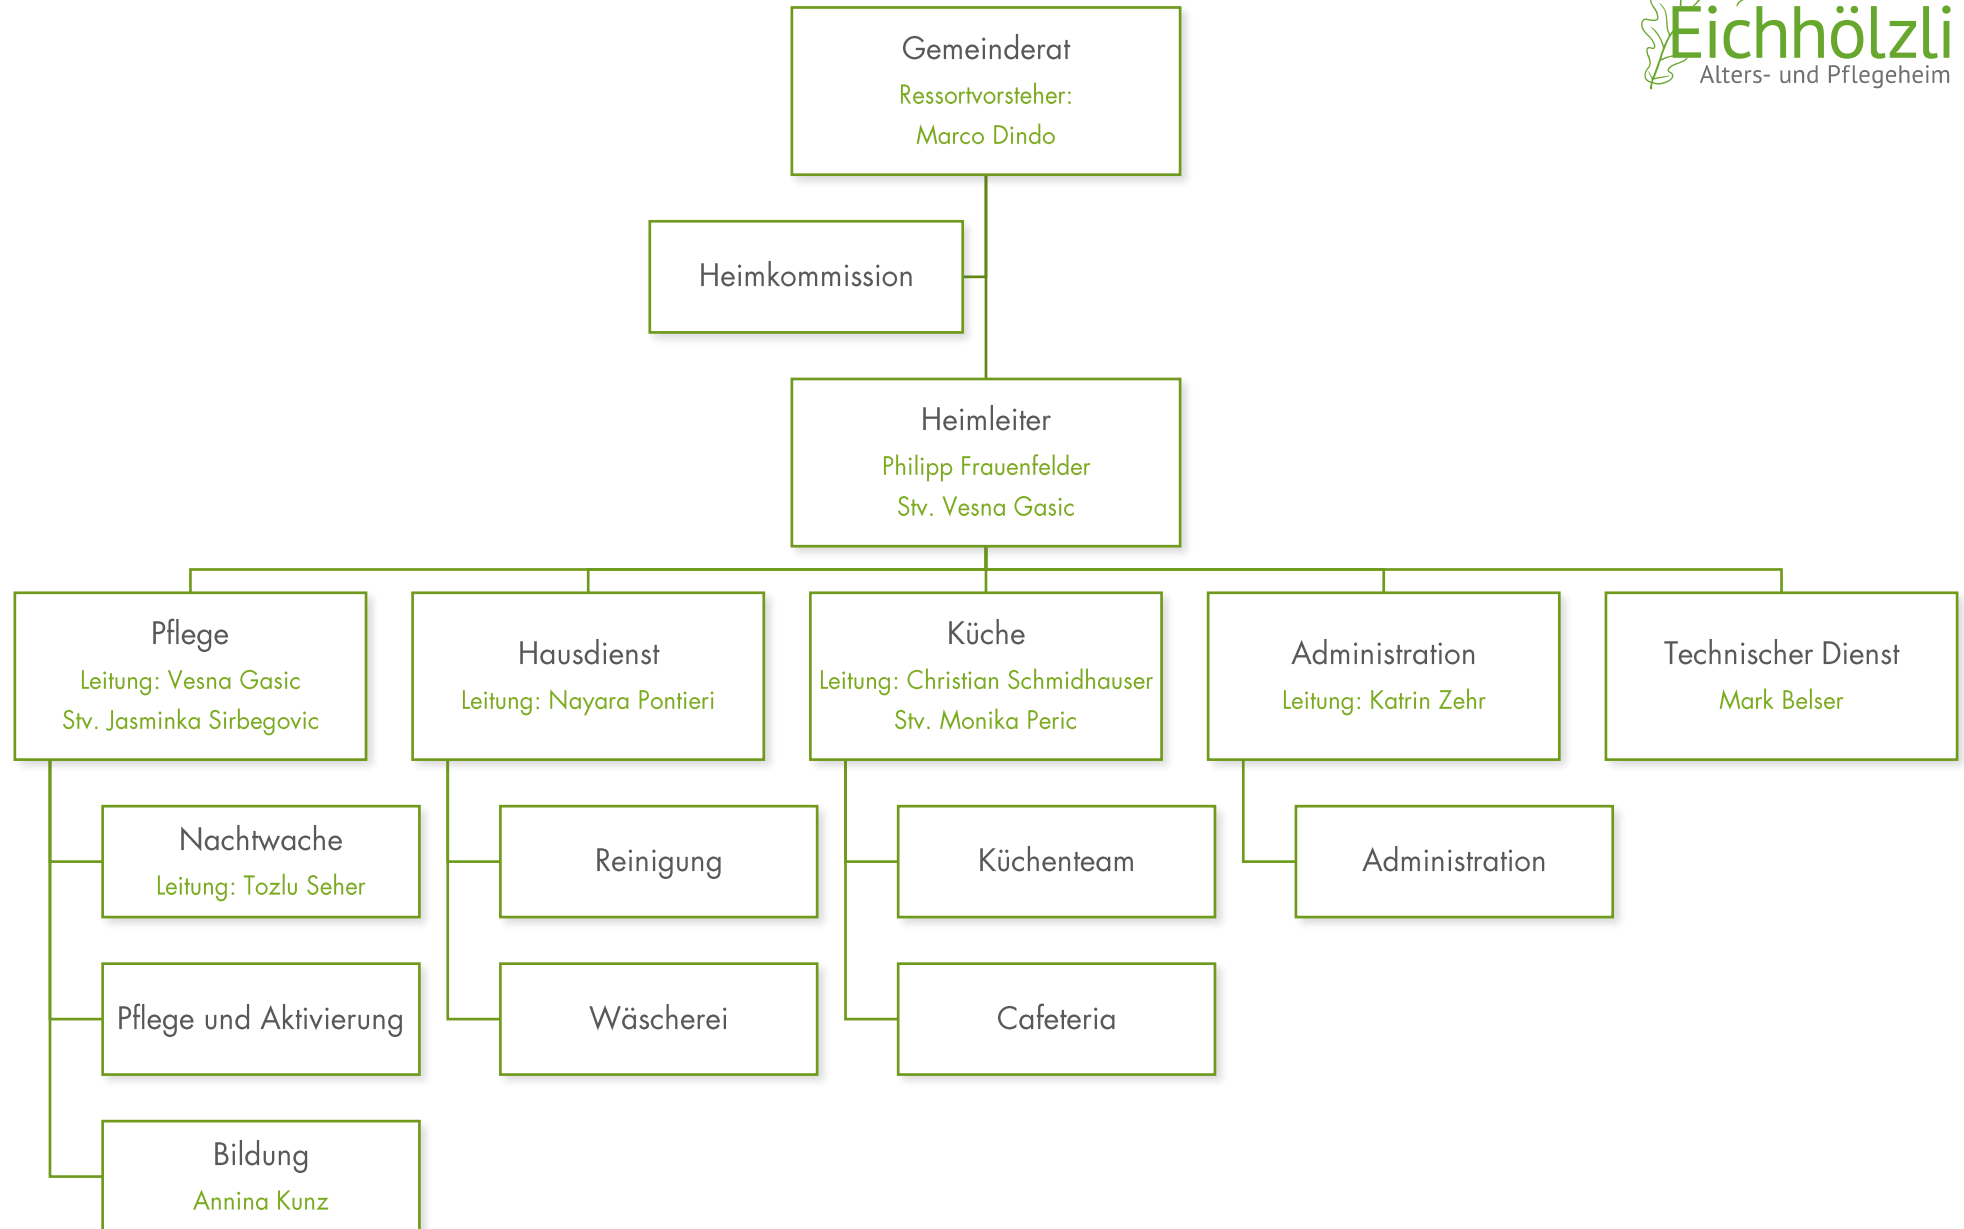 Eichhölzli
Alters- und Pflegeheim
Gemeinderat
Ressortvorsteher:
Marco Dindo
Heimkommission
Heimleiter
Philipp Frauenfelder
Stv. Vesna Gasic
Pflege
Leitung: Vesna Gasic
Stv. Jasminka Sirbegovic
Hausdienst
Leitung: Nayara Pontieri
Küche
Leitung: Christian Schmidhauser
Stv. Monika Peric
Administration
Leitung: Katrin Zehr
Technischer Dienst
Mark Belser
Nachtwache
Leitung: Tozlu Seher
Reinigung
Küchenteam
Administration
Pflege und Aktivierung
Wäscherei
Cafeteria
Bildung
Annina Kunz